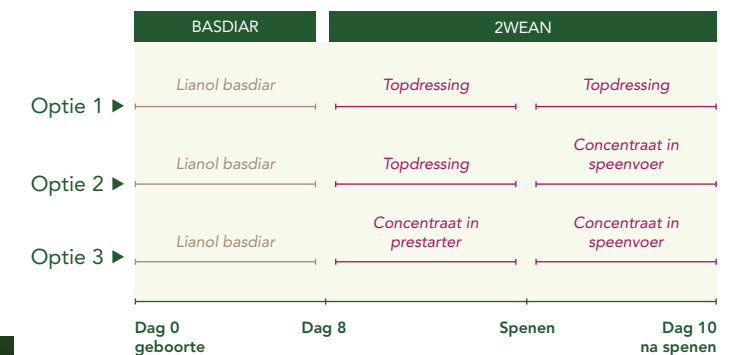 BASDIAR 2WEAN
Lianol basdiar Topdressing Topdressing
Optie 1 ▶
Concentraat in
speenvoer
Lianol basdiar Topdressing
Optie 2 ▶
Concentraat in
prestarter
Concentraat in
speenvoer
Lianol basdiar
Optie 3 ▶
Dag 0
geboorte
Dag 8
Spenen
Dag 10
na spenen